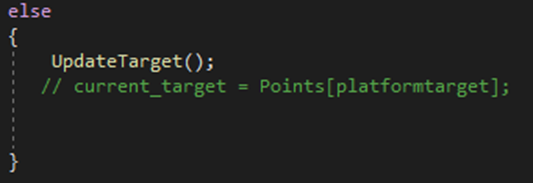 else
{
UpdateTarget();
// current_target = Points[platformtarget];
}